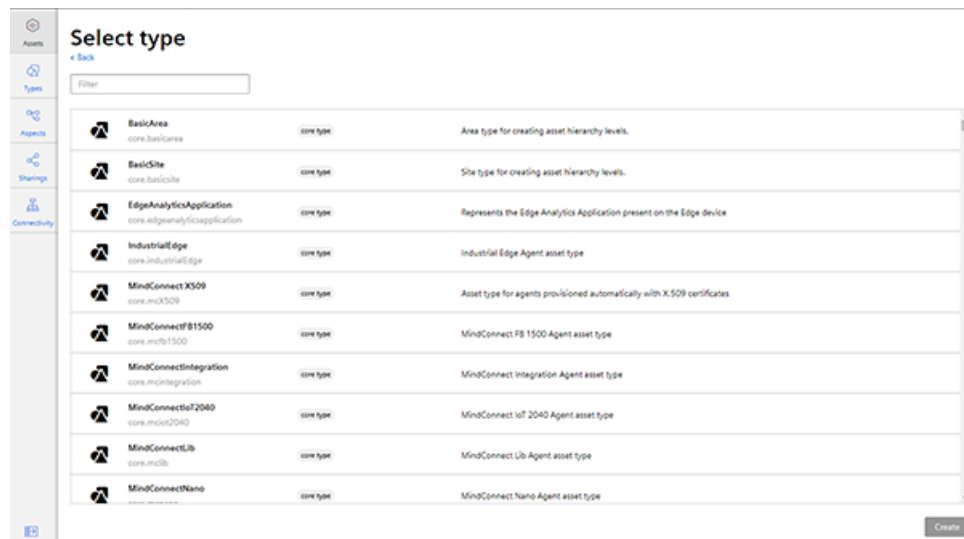 Assets
Types
Aspects
Sharings
Connectivity
Select type
< Back
Filter
BasicArea
core.basicarea
core type
Area type for creating asset hierarchy levels.
BasicSite
core.basicsite
core type
Site type for creating asset hierarchy levels.
EdgeAnalyticsApplication
core.edgeanalyticsapplication
core type
Represents the Edge Analytics Application present on the Edge device
IndustrialEdge
core.industrialEdge
core type
Industrial Edge Agent asset type
MindConnect X509
core.mcX509
core type
Asset type for agents provisioned automatically with X.509 certificates
MindConnectFB1500
core.mcfb1500
core type
MindConnect FB 1500 Agent asset type
MindConnectIntegration
core.mcintegration
core type
MindConnect Integration Agent asset type
MindConnectIoT2040
core.mciot2040
core type
MindConnect IoT 2040 Agent asset type
MindConnectLib
core.mclib
core type
MindConnect Lib Agent asset type
MindConnectNano
core type
MindConnect Nano Agent asset type
Create